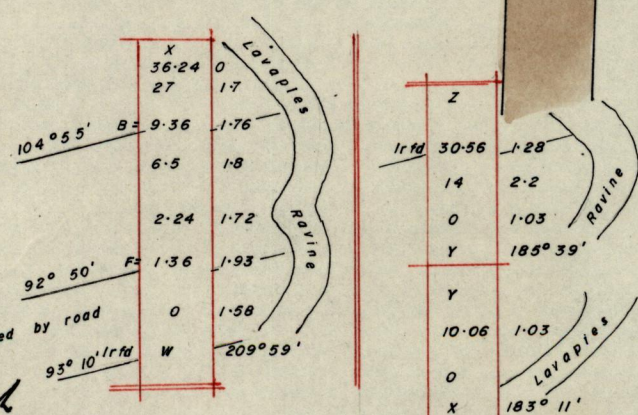 X
36·24 0
27 1·7
104°55' B= 9·36 1·76
6·5 1·8
2·24 1·72
92° 50' F= 1·36 1·93
ed by road 0 1·58
93° 10' Irfd W 209°59'
Lavapies
Ravine
Z
Irfd 30·56 1·28
14 2·2
0 1·03
Y 185° 39'
Ravine
Y
10·06 1·03
0
X 183° 11'
Lavapies